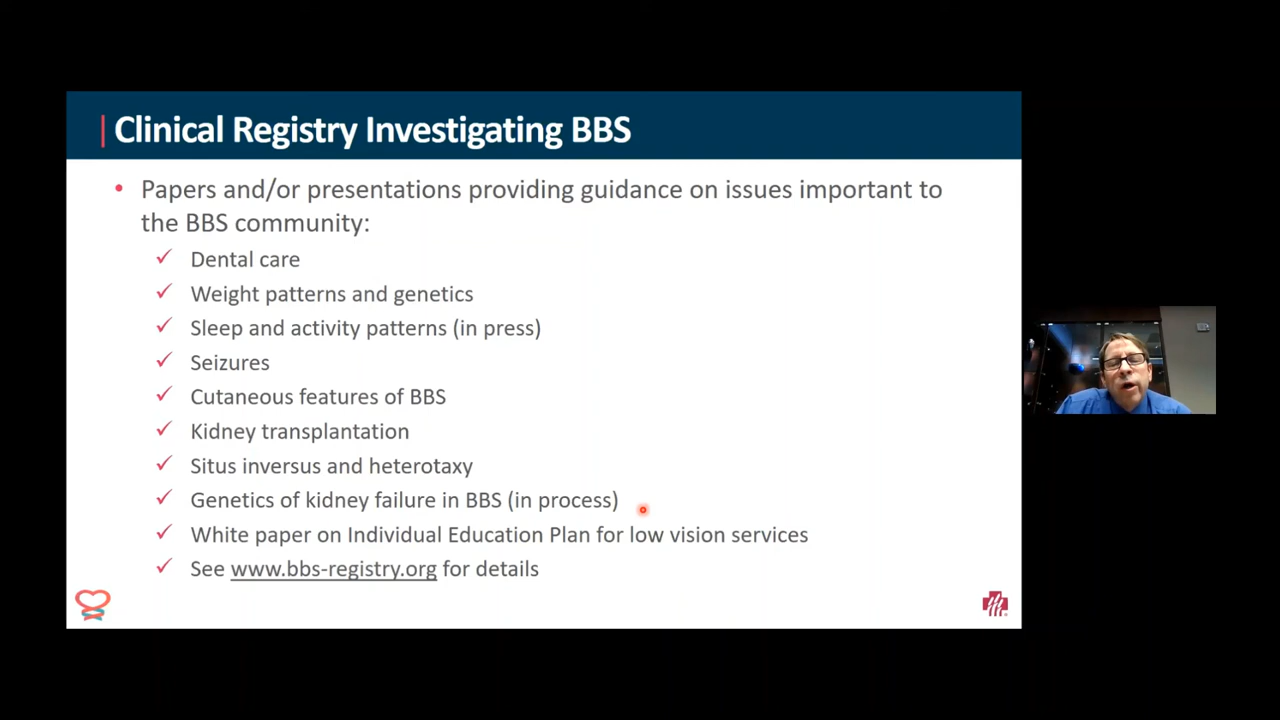 Clinical Registry Investigating BBS
• Papers and/or presentations providing guidance on issues important to
the BBS community:
✓ Dental care
✓ Weight patterns and genetics
✓ Sleep and activity patterns (in press)
✓ Seizures
✓ Cutaneous features of BBS
✓ Kidney transplantation
✓ Situs inversus and heterotaxy
✓ Genetics of kidney failure in BBS (in process)
✓ White paper on Individual Education Plan for low vision services
✓ See www.bbs-registry.org for details